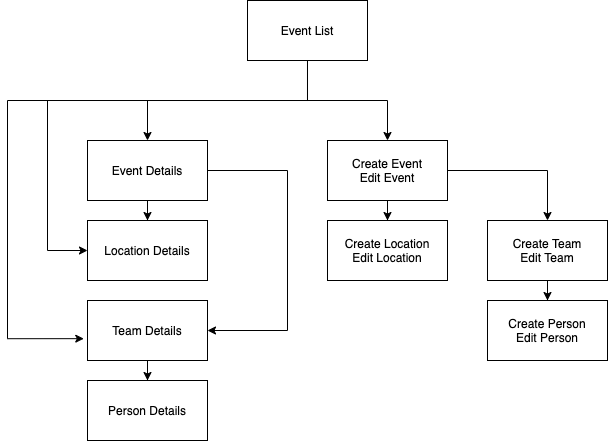 Event List
Event Details
Create Event
Edit Event
Location Details
Create Location
Edit Location
Create Team
Edit Team
Team Details
Create Person
Edit Person
Person Details